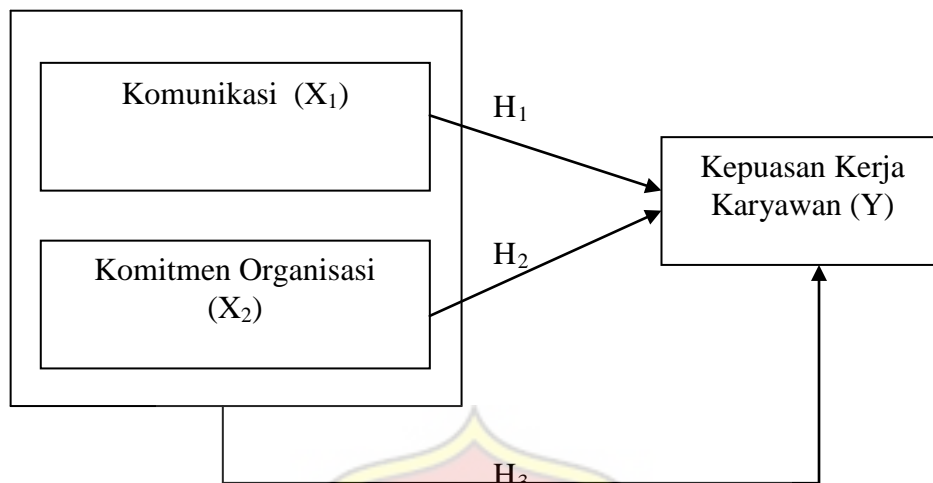 Komunikasi (X₁)
H₁
Kepuasan Kerja
Karyawan (Y)
Komitmen Organisasi
(X₂)
H₂
H₃